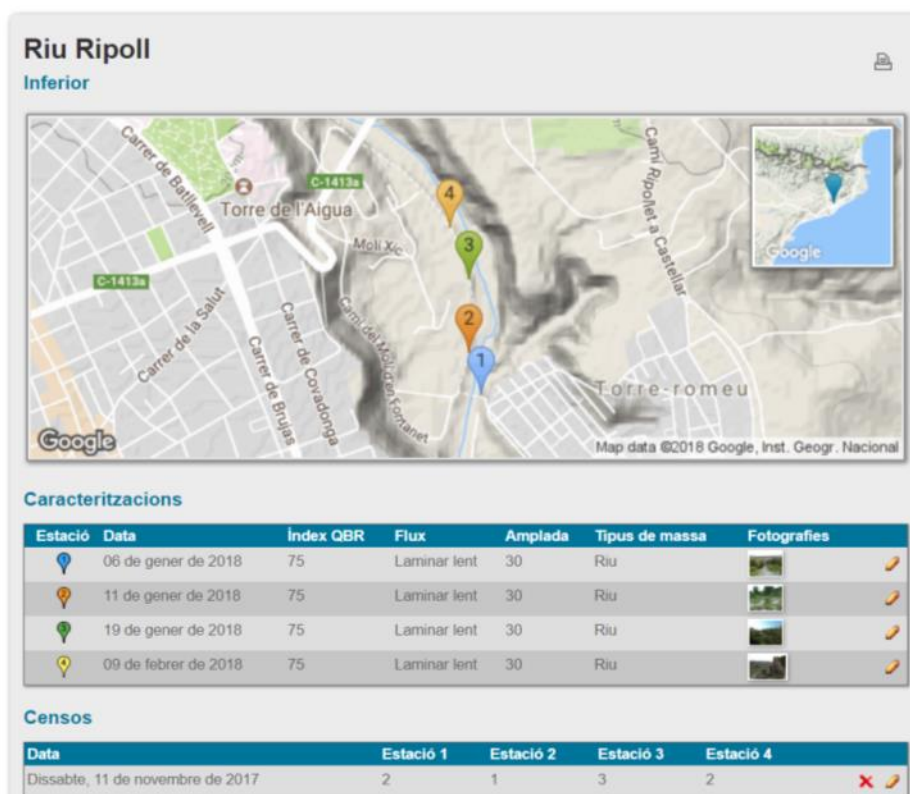 Riu Ripoll
Inferior
Carrer de Batllevell
C-1413a
Torre de l'Aigua
Molí Xic
C-1413a
Carrer de la Salut
Carrer de Covadonga
Carrer de Brujas
Camí del Molí d'en Fontanet
Camí Ripollet a Castellar
4
3
2
1
Torre-romeu
Google
Google
Map data ©2018 Google, Inst. Geogr. Nacional
Caracteritzacions
Estació Data Índex QBR Flux Amplada Tipus de massa Fotografies
1 06 de gener de 2018 75 Laminar lent 30 Riu
2 11 de gener de 2018 75 Laminar lent 30 Riu
3 19 de gener de 2018 75 Laminar lent 30 Riu
4 09 de febrer de 2018 75 Laminar lent 30 Riu
Censos
Data Estació 1 Estació 2 Estació 3 Estació 4
Dissabte, 11 de novembre de 2017 2 1 3 2